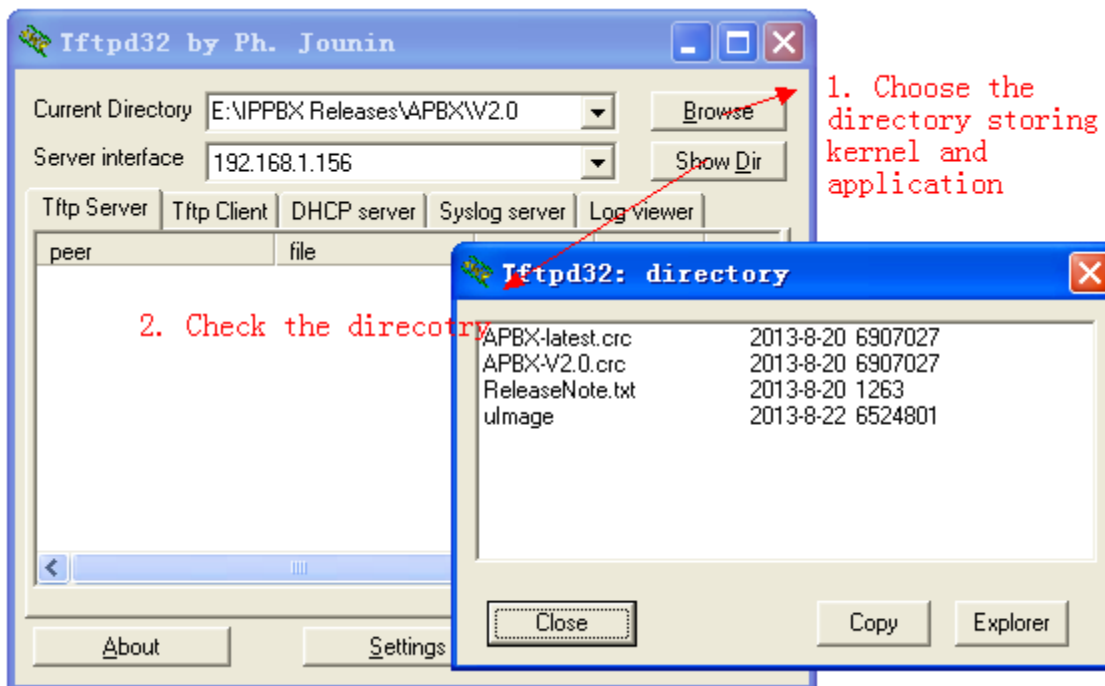 Tftpd32 by Ph. Jounin
Current Directory E:\IPPBX Releases\APBX\V2.0 Browse
Server interface 192.168.1.156 Show Dir
Tftp Server Tftp Client DHCP server Syslog server Log viewer
peer file
1. Choose the
directory storing
kernel and
application
2. Check the direcotry
Tftpd32: directory
APBX-latest.crc 2013-8-20 6907027
APBX-V2.0.crc 2013-8-20 6907027
ReleaseNote.txt 2013-8-20 1263
uImage 2013-8-22 6524801
Close Copy Explorer
About Settings